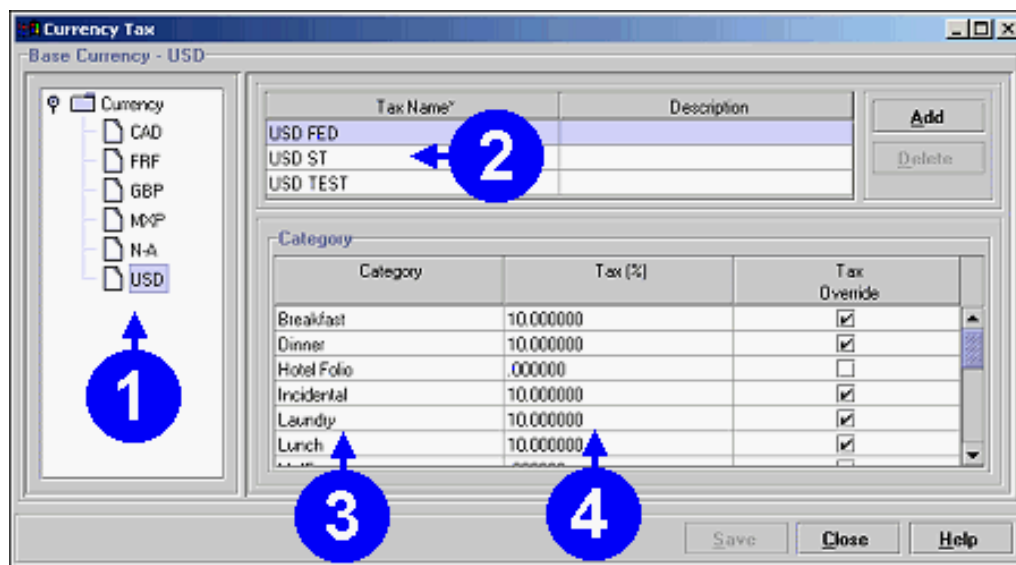 Currency Tax
Base Currency - USD
Currency
CAD
FRF
GBP
MXP
N-A
USD
1
Tax Name* Description
USD FED
USD ST
USD TEST
2
Add
Delete
Category
Category Tax (%) Tax Override
Breakfast 10.000000
Dinner 10.000000
Hotel Folio .000000
Incidental 10.000000
Laundry 10.000000
Lunch 10.000000
3
4
Save Close Help